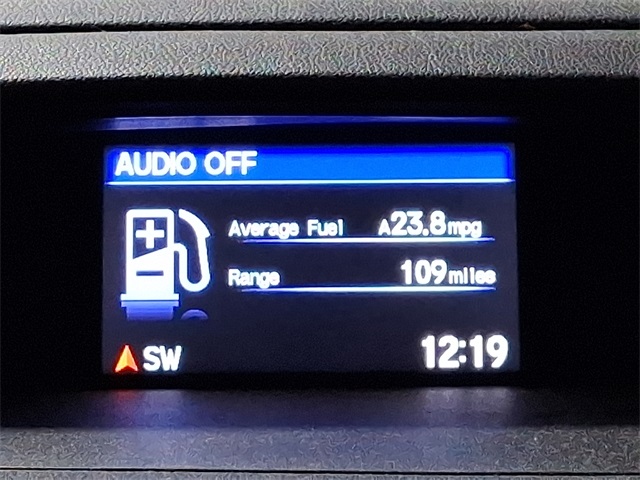 AUDIO OFF
Average Fuel A23.8mpg
Range 109miles
SW 12:19